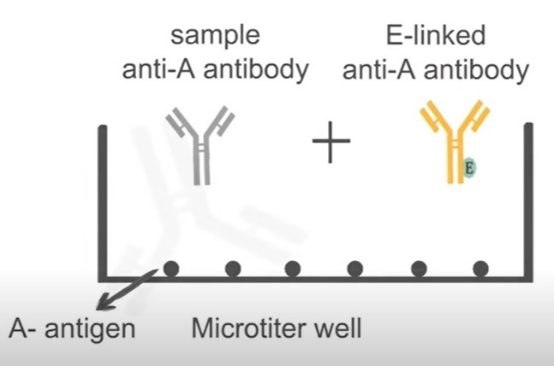 sample
anti-A antibody
E-linked
anti-A antibody
E
A- antigen
Microtiter well